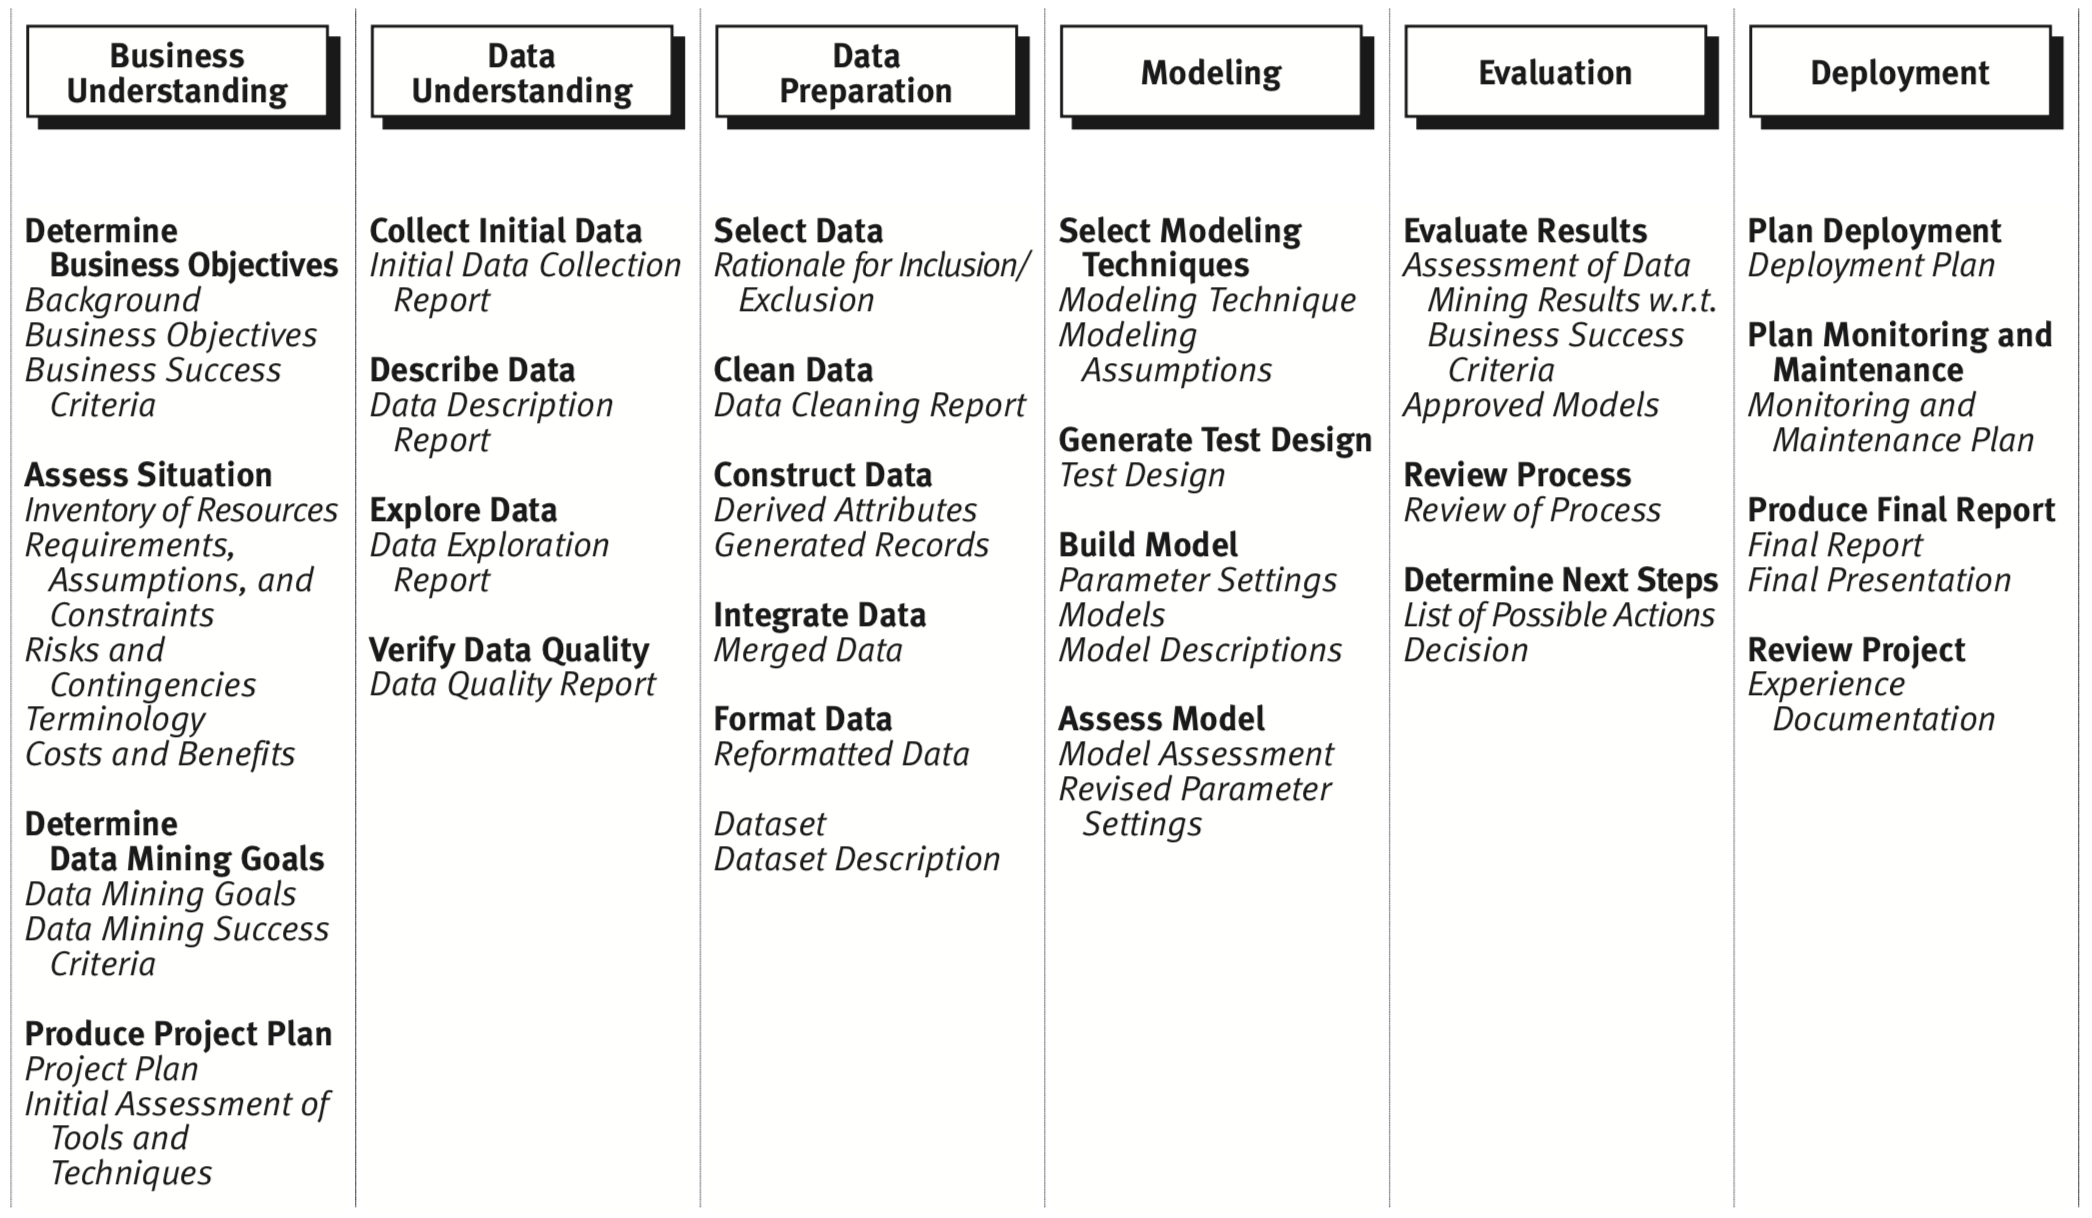 Business
Understanding
Determine
Business Objectives
Background
Business Objectives
Business Success
Criteria
Assess Situation
Inventory of Resources
Requirements,
Assumptions, and
Constraints
Risks and
Contingencies
Terminology
Costs and Benefits
Determine
Data Mining Goals
Data Mining Goals
Data Mining Success
Criteria
Produce Project Plan
Project Plan
Initial Assessment of
Tools and
Techniques
Data
Understanding
Collect Initial Data
Initial Data Collection
Report
Describe Data
Data Description
Report
Explore Data
Data Exploration
Report
Verify Data Quality
Data Quality Report
Data
Preparation
Select Data
Rationale for Inclusion/
Exclusion
Clean Data
Data Cleaning Report
Construct Data
Derived Attributes
Generated Records
Integrate Data
Merged Data
Format Data
Reformatted Data
Dataset
Dataset Description
Modeling
Select Modeling
Techniques
Modeling Technique
Modeling
Assumptions
Generate Test Design
Test Design
Build Model
Parameter Settings
Models
Model Descriptions
Assess Model
Model Assessment
Revised Parameter
Settings
Evaluation
Evaluate Results
Assessment of Data
Mining Results w.r.t.
Business Success
Criteria
Approved Models
Review Process
Review of Process
Determine Next Steps
List of Possible Actions
Decision
Deployment
Plan Deployment
Deployment Plan
Plan Monitoring and
Maintenance
Monitoring and
Maintenance Plan
Produce Final Report
Final Report
Final Presentation
Review Project
Experience
Documentation